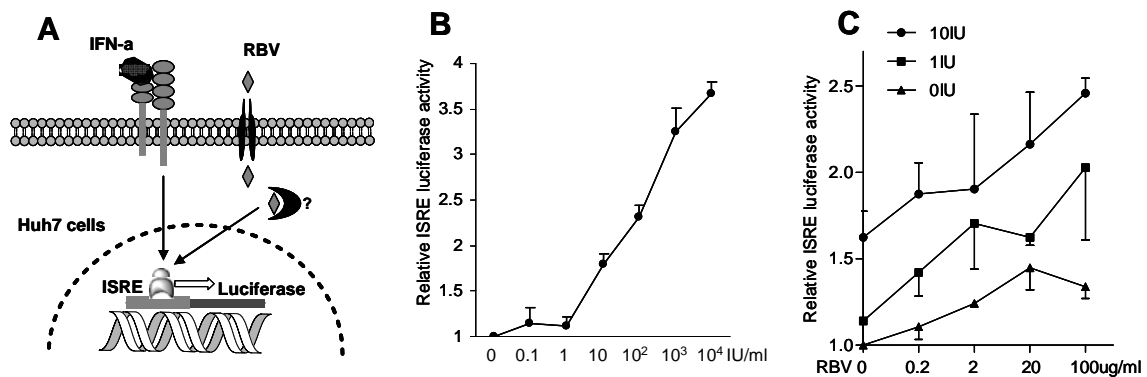 A
IFN-a
RBV
?
Huh7 cells
ISRE
Luciferase
B
Relative ISRE luciferase activity
4
3.5
3
2.5
2
1.5
1
0 0.1 1 10 10² 10³ 10⁴ IU/ml
C
10IU
1IU
0IU
Relative ISRE luciferase activity
2.5
2.0
1.5
1.0
RBV 0 0.2 2 20 100ug/ml